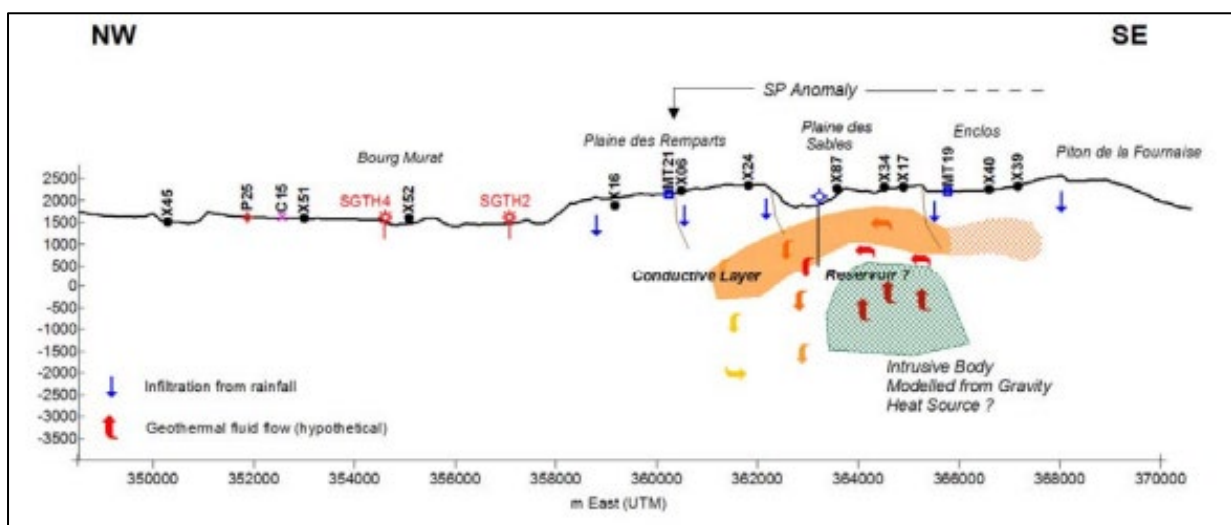 NW
SE
SP Anomaly
Plaine des Remparts
Plaine des
Sables
Enclos
Piton de la Fournaise
Bourg Murat
X45
P25
C15
X51
SGTH4
X52
SGTH2
X16
MT21
X06
X24
X87
X34
X17
MT19
X40
X39
2500
2000
1500
1000
500
0
-500
-1000
-1500
-2000
-2500
-3000
-3500
Conductive Layer
Reservoir ?
Intrusive Body
Modelled from Gravity
Heat Source ?
Infiltration from rainfall
Geothermal fluid flow (hypothetical)
350000
352000
354000
356000
358000
360000
362000
364000
366000
368000
370000
m East (UTM)